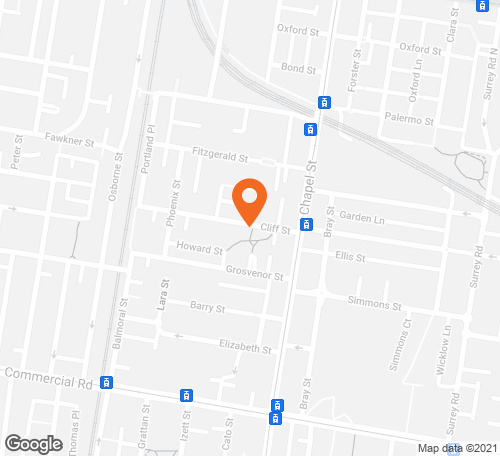 Oxford St
Clara St
Surrey Rd N
Oxford St
Forster St
Oxford Ln
Bond St
Palermo St
Peter St
Fawkner St
Portland Pl
Fitzgerald St
Osborne St
Phoenix St
Chapel St
Bray St
Garden Ln
Cliff St
Howard St
Ellis St
Surrey Rd
Grosvenor St
Lara St
Barry St
Simmons St
Balmoral St
Elizabeth St
Simmons Ct
Wicklow Ln
Commercial Rd
Bray St
Thomas Pl
Grattan St
Izett St
Cato St
Surrey Rd
Google
Map data ©2021